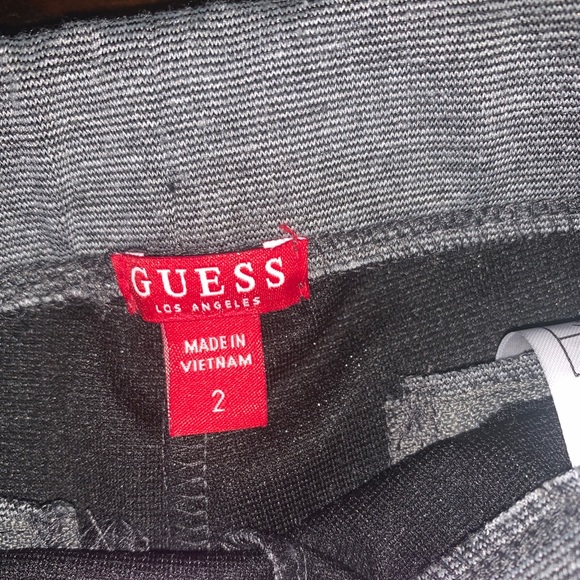 GUESS
LOS ANGELES
MADE IN
VIETNAM
2